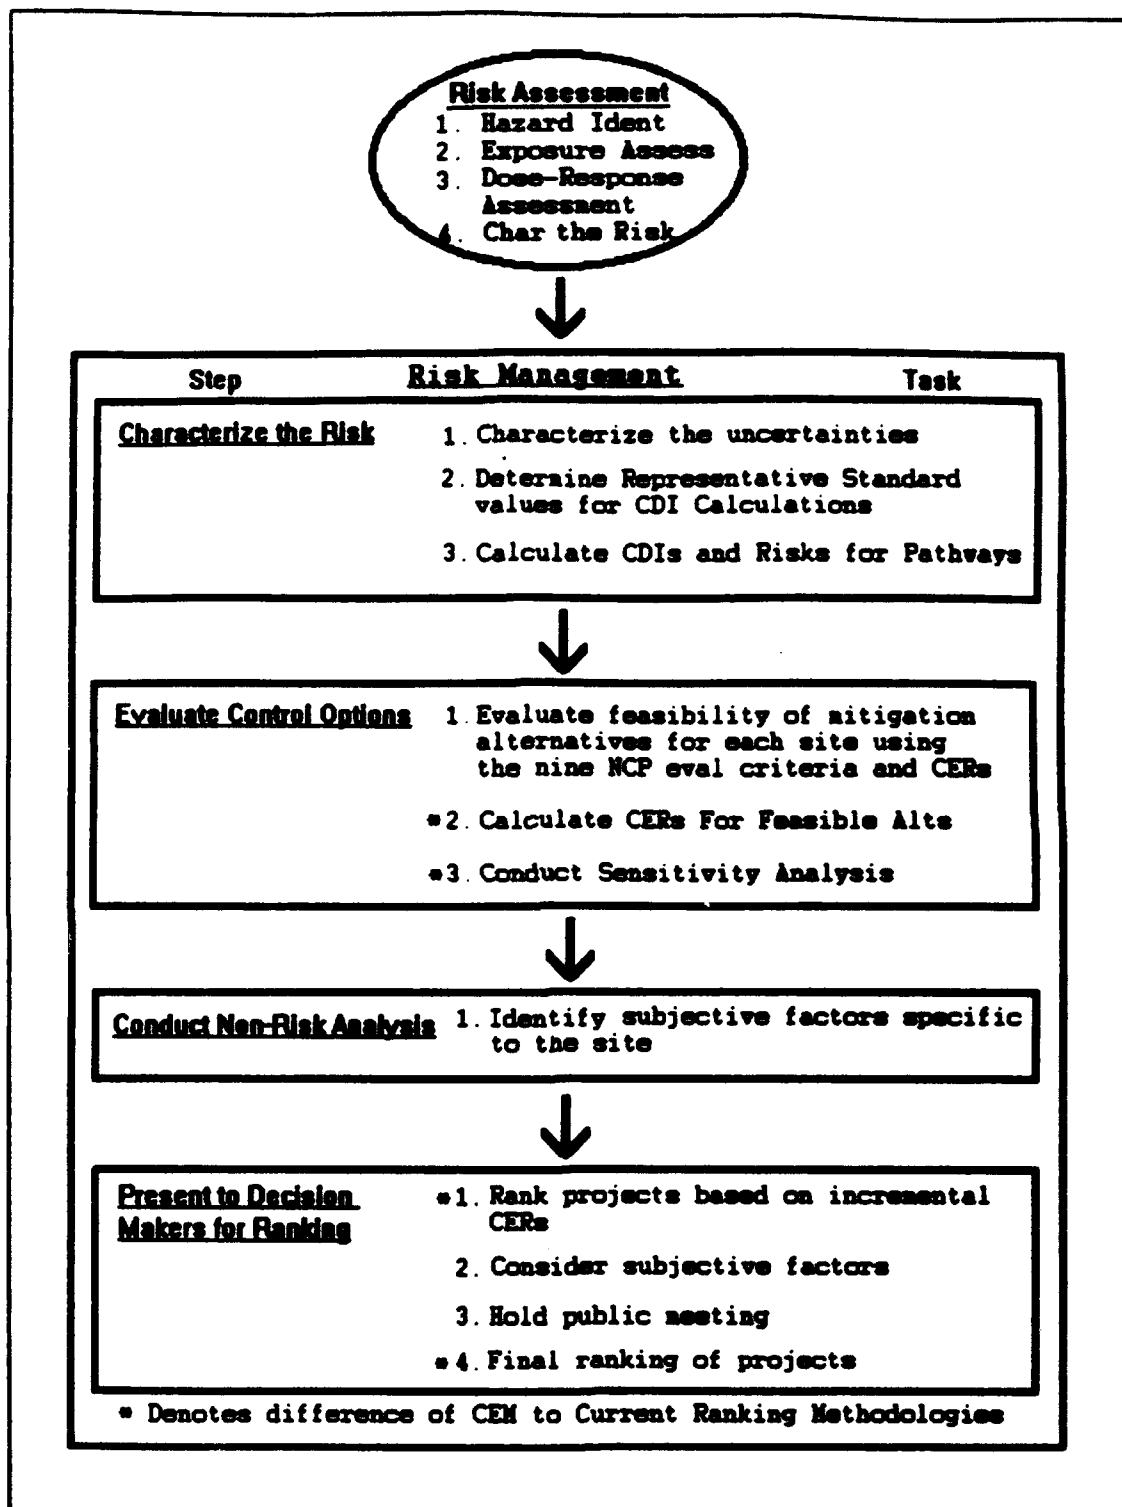 Risk Assessment
1. Hazard Ident
2. Exposure Assess
3. Dose-Response
Assessment
4. Char the Risk
Step Risk Management Task
Characterize the Risk 1. Characterize the uncertainties
2. Determine Representative Standard
values for CDI Calculations
3. Calculate CDIs and Risks for Pathways
Evaluate Control Options 1. Evaluate feasibility of mitigation
alternatives for each site using
the nine NCP eval criteria and CERs
*2. Calculate CERs For Feasible Alts
*3. Conduct Sensitivity Analysis
Conduct Non-Risk Analysis 1. Identify subjective factors specific
to the site
Present to Decision *1. Rank projects based on incremental
Makers for Ranking CERs
2. Consider subjective factors
3. Hold public meeting
*4. Final ranking of projects
* Denotes difference of CEM to Current Ranking Methodologies